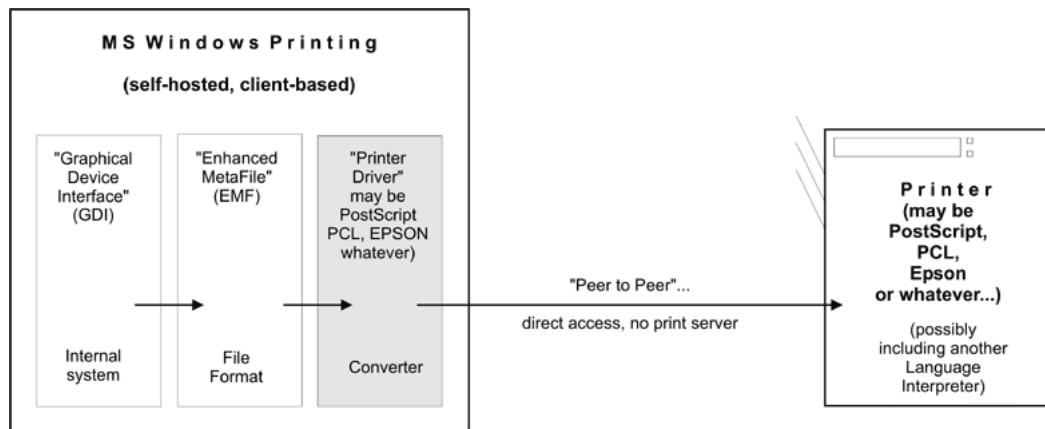 MS Windows Printing
(self-hosted, client-based)
"Graphical
Device
Interface"
(GDI)
Internal
system
"Enhanced
MetaFile"
(EMF)
File
Format
"Printer
Driver"
may be
PostScript
PCL, EPSON
whatever)
Converter
"Peer to Peer"...
direct access, no print server
Printer
(may be
PostScript,
PCL,
Epson
or whatever...)
(possibly
including another
Language
Interpreter)